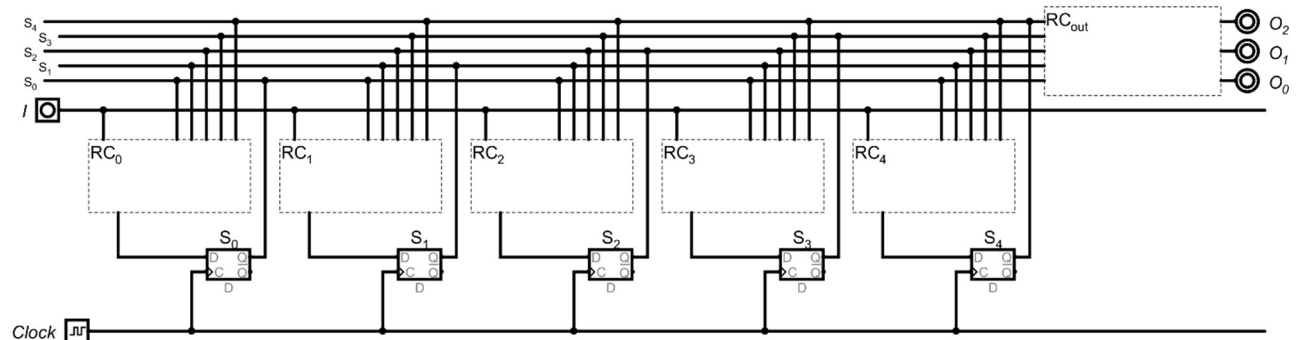 S4 RCout O2
S3
S2 O1
S1
S0 O0
I
RC0 RC1 RC2 RC3 RC4
S0 S1 S2 S3 S4
D Q D Q D Q D Q D Q
C Q C Q C Q C Q C Q
D D D D D
Clock